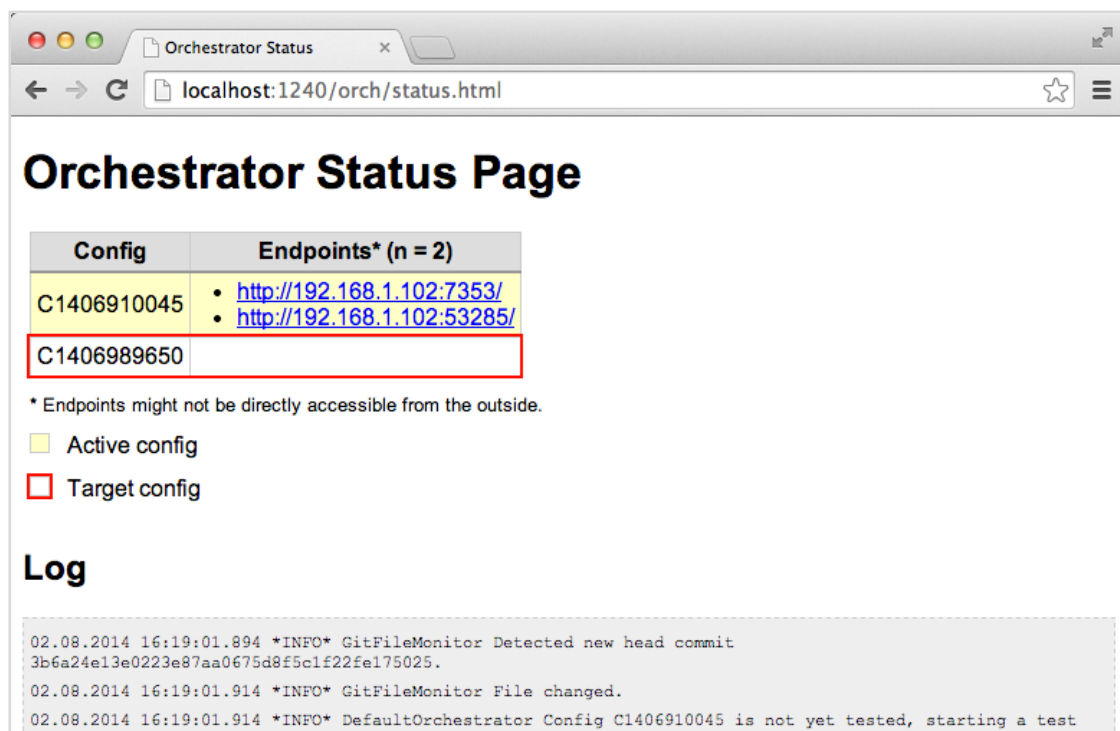 Orchestrator Status
localhost:1240/orch/status.html
Orchestrator Status Page
Config Endpoints* (n = 2)
C1406910045
http://192.168.1.102:7353/
http://192.168.1.102:53285/
C1406989650
* Endpoints might not be directly accessible from the outside.
Active config
Target config
Log
02.08.2014 16:19:01.894 *INFO* GitFileMonitor Detected new head commit
3b6a24e13e0223e87aa0675d8f5c1f22fe175025.
02.08.2014 16:19:01.914 *INFO* GitFileMonitor File changed.
02.08.2014 16:19:01.914 *INFO* DefaultOrchestrator Config C1406910045 is not yet tested, starting a test